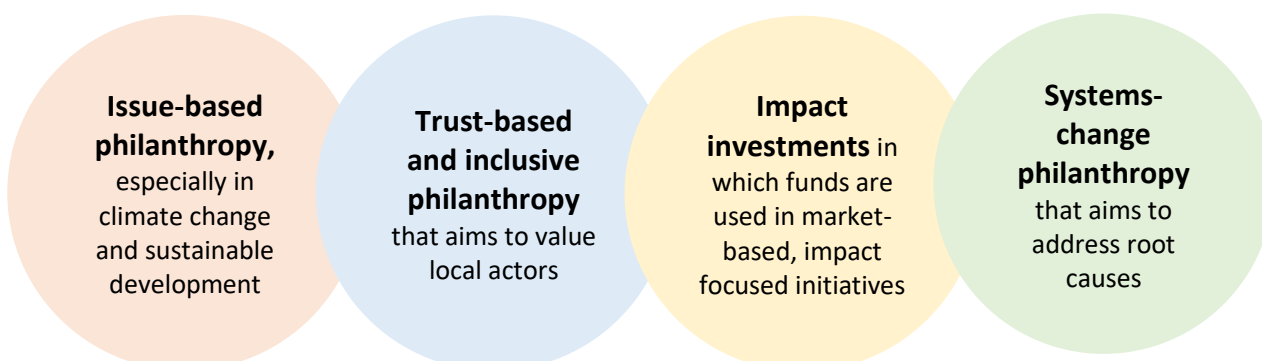 Issue-based
philanthropy,
especially in
climate change
and sustainable
development
Trust-based
and inclusive
philanthropy
that aims to value
local actors
Impact
investments in
which funds are
used in market-
based, impact
focused initiatives
Systems-
change
philanthropy
that aims to
address root
causes